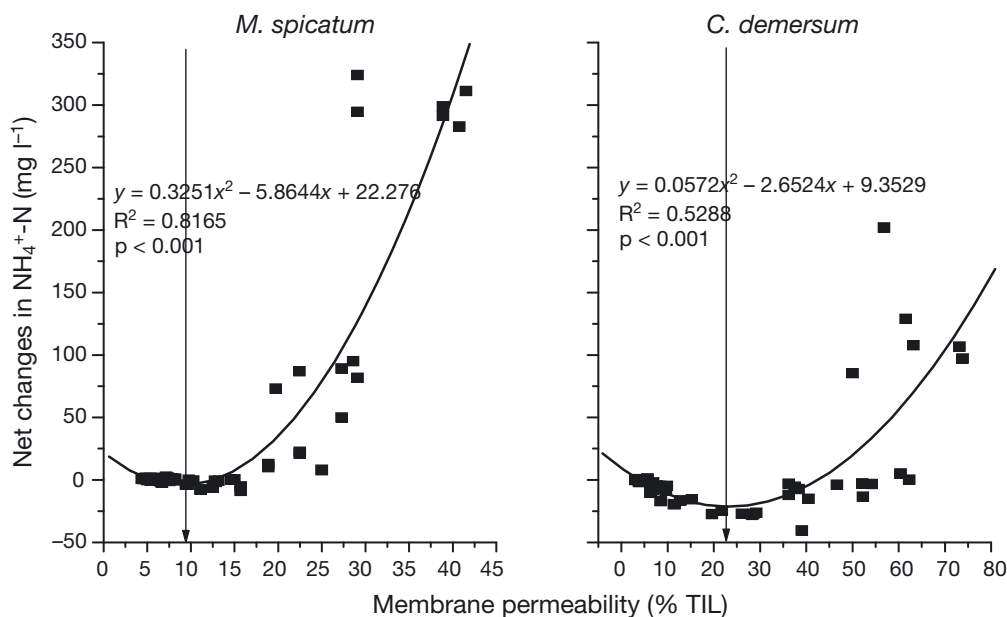 M. spicatum
C. demersum
Net changes in NH₄⁺-N (mg l⁻¹)
350
300
250
200
150
100
50
0
−50
y = 0.3251x² − 5.8644x + 22.276
R² = 0.8165
p < 0.001
y = 0.0572x² − 2.6524x + 9.3529
R² = 0.5288
p < 0.001
0 5 10 15 20 25 30 35 40 45
0 10 20 30 40 50 60 70 80
Membrane permeability (% TIL)